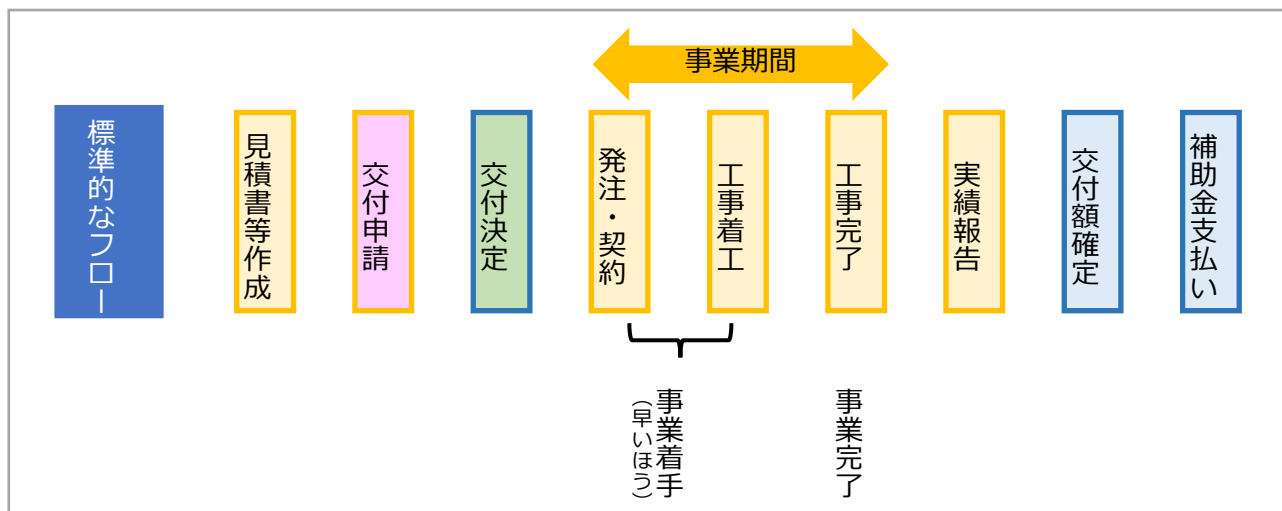 事業期間
標準的なフロー
見積書等作成
交付申請
交付決定
発注・契約
工事着工
工事完了
実績報告
交付額確定
補助金支払い
事業着手
（早いほう）
事業完了